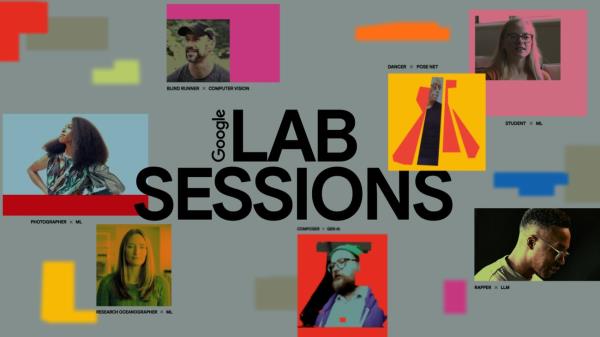 BLIND RUNNER × COMPUTER VISION
DANCER × POSE NET
STUDENT × ML
Google
LAB
SESSIONS
PHOTOGRAPHER × ML
COMPOSER × GEN AI
RAPPER × LLM
RESEARCH OCEANOGRAPHER × ML